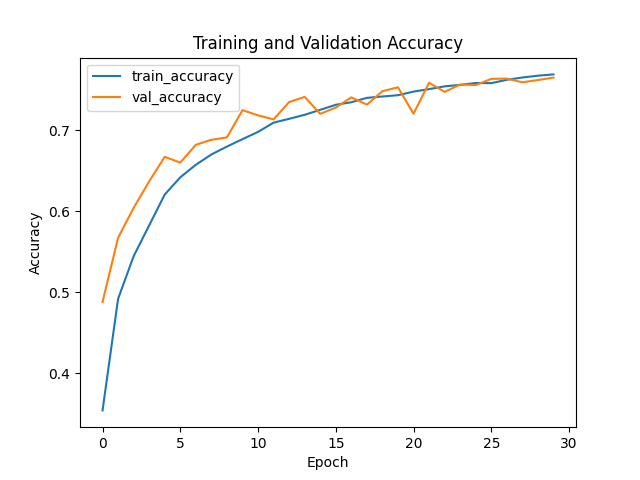 Training and Validation Accuracy
train_accuracy
val_accuracy
0.7
0.6
0.5
0.4
Accuracy
0 5 10 15 20 25 30
Epoch